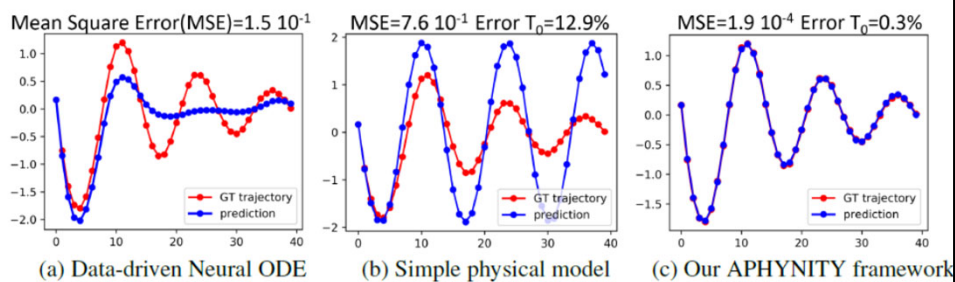 Mean Square Error(MSE)=1.5 10⁻¹
MSE=7.6 10⁻¹ Error T₀=12.9%
MSE=1.9 10⁻⁴ Error T₀=0.3%
1.0
0.5
0.0
−0.5
−1.0
−1.5
−2.0
GT trajectory
prediction
0 10 20 30 40
2
1
0
−1
−2
GT trajectory
prediction
0 10 20 30 40
1.0
0.5
0.0
−0.5
−1.0
−1.5
GT trajectory
prediction
0 10 20 30 40
(a) Data-driven Neural ODE
(b) Simple physical model
(c) Our APHYNITY framework